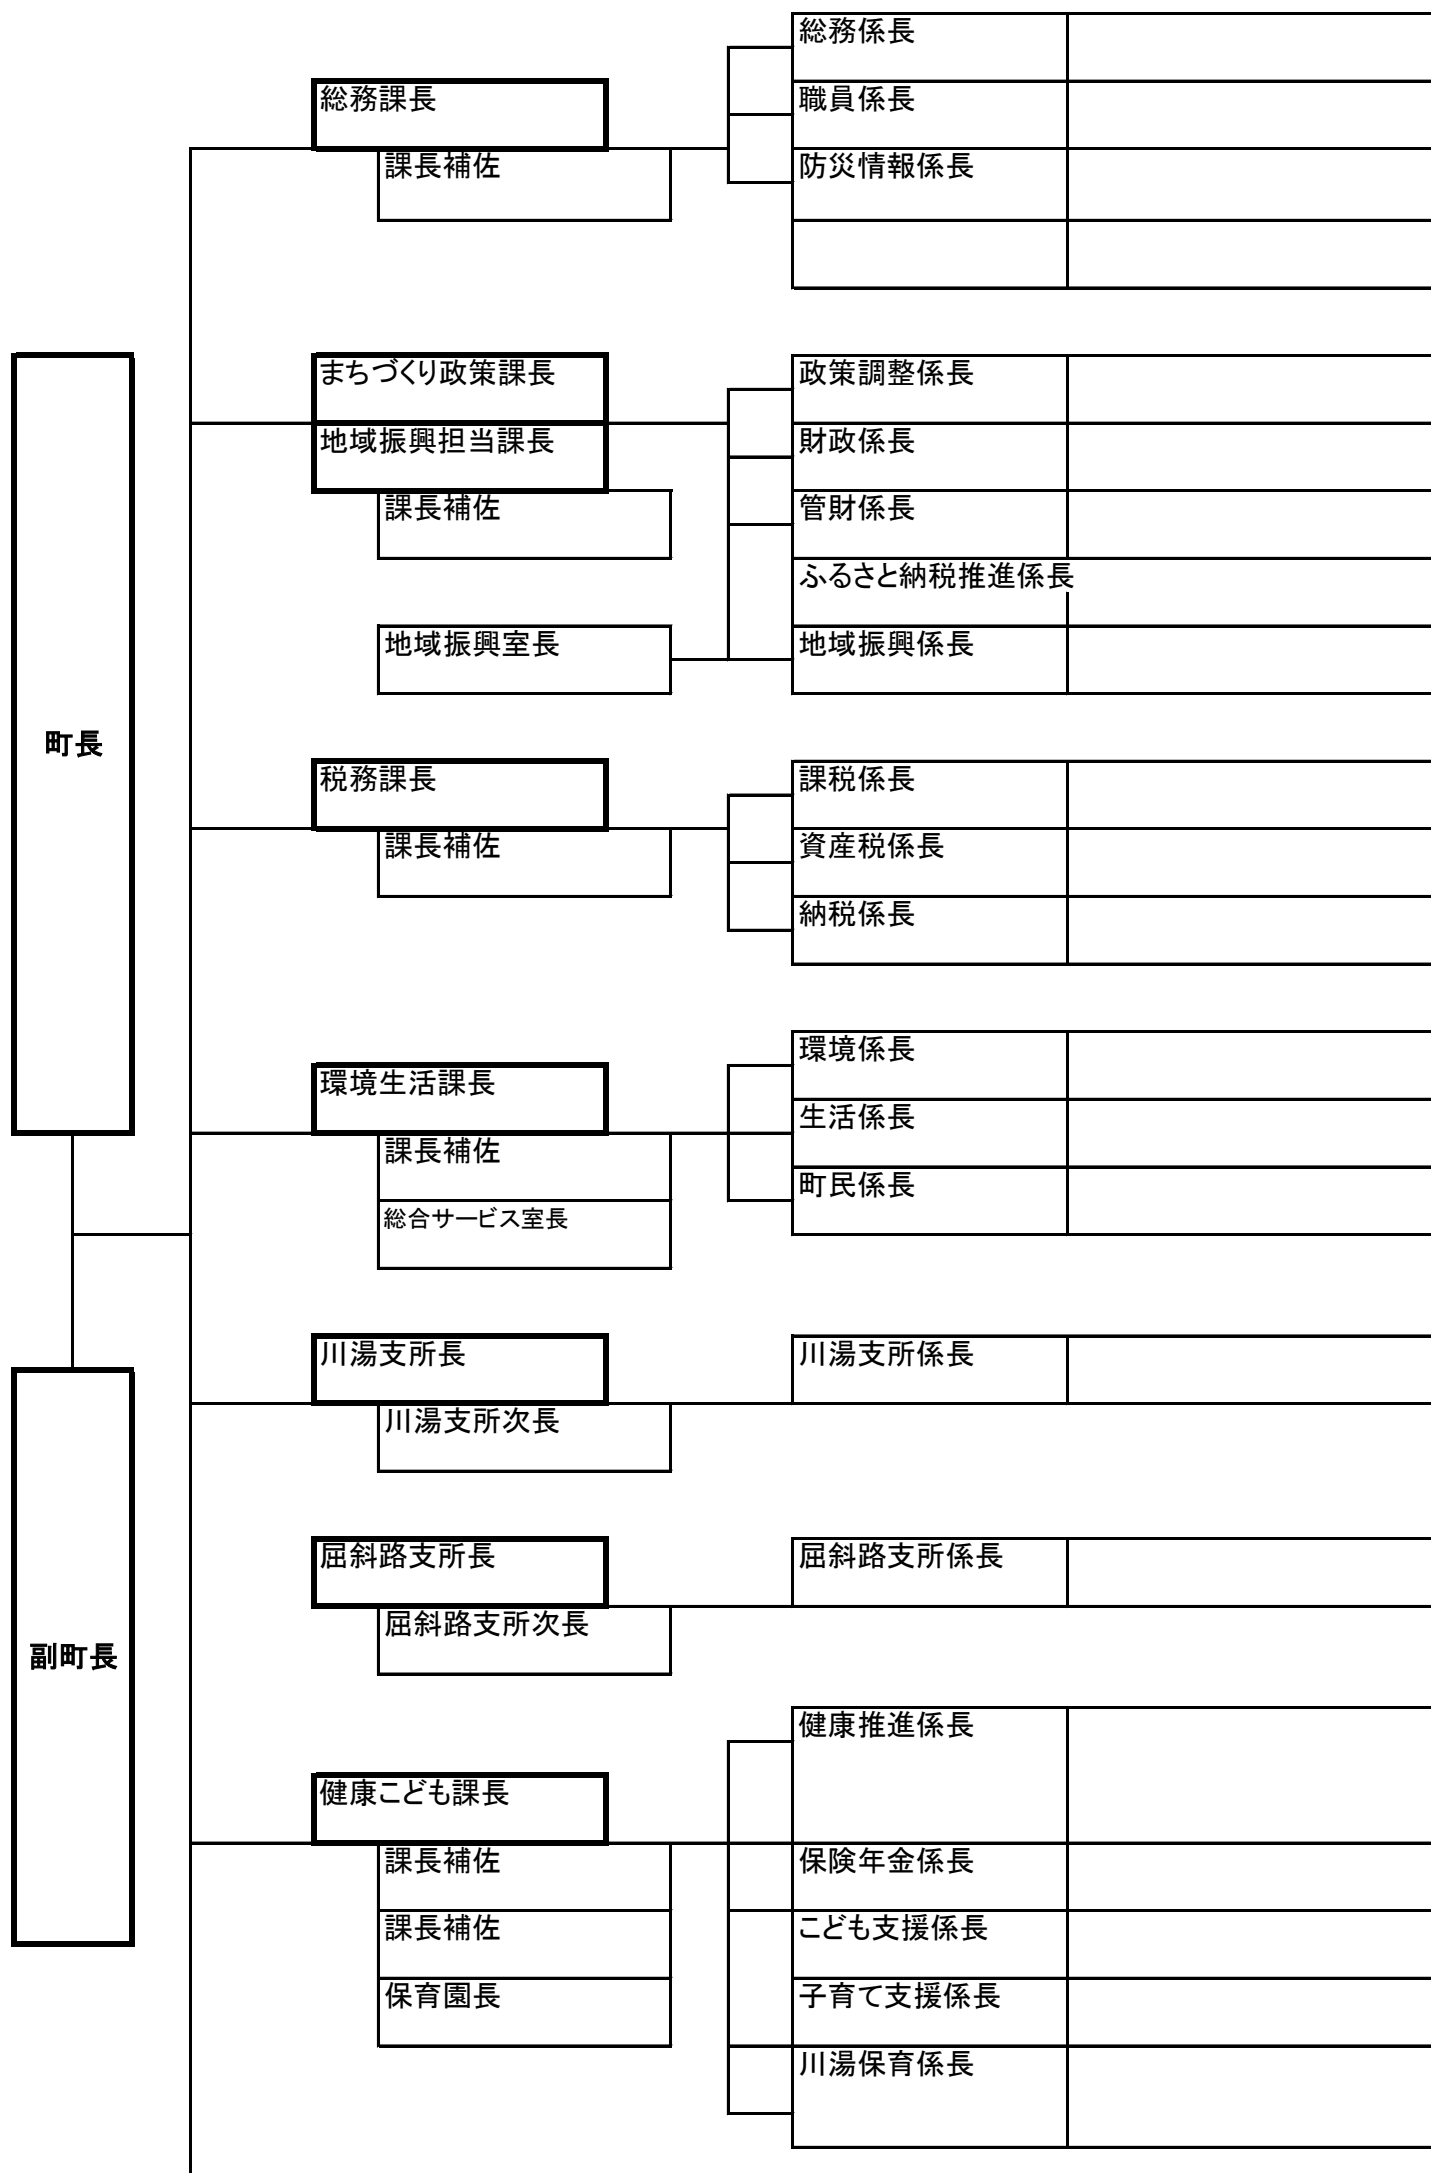 総務係長
総務課長
職員係長
課長補佐
防災情報係長
まちづくり政策課長
政策調整係長
地域振興担当課長
財政係長
課長補佐
管財係長
ふるさと納税推進係長
地域振興室長
地域振興係長
町長
税務課長
課税係長
課長補佐
資産税係長
納税係長
環境係長
環境生活課長
生活係長
課長補佐
町民係長
総合サービス室長
川湯支所長
川湯支所係長
川湯支所次長
屈斜路支所長
屈斜路支所係長
屈斜路支所次長
副町長
健康推進係長
健康こども課長
課長補佐
保険年金係長
課長補佐
こども支援係長
保育園長
子育て支援係長
川湯保育係長